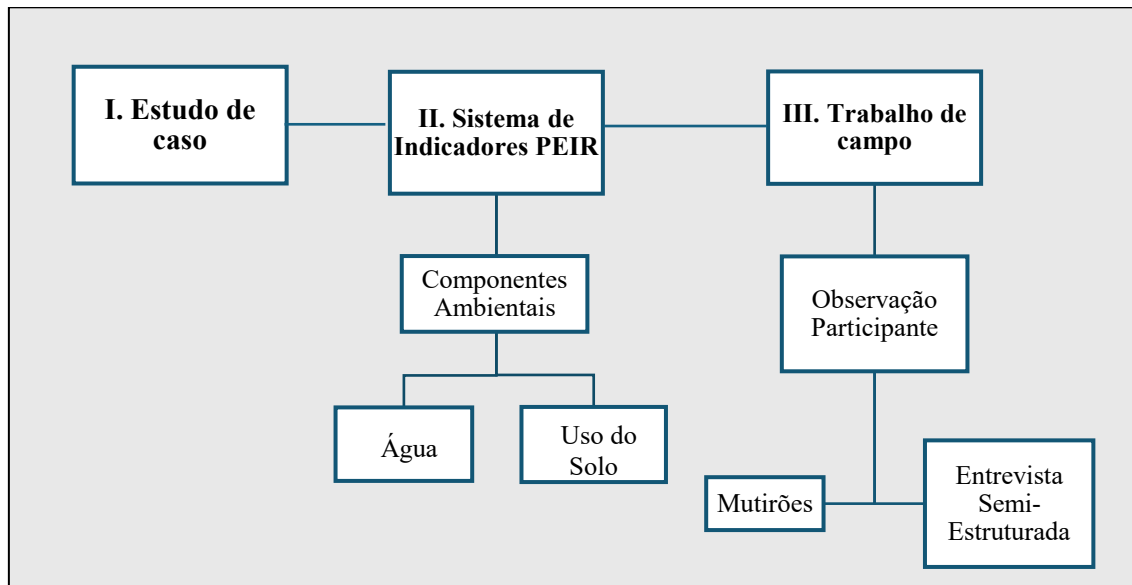 I. Estudo de
caso
II. Sistema de
Indicadores PEIR
III. Trabalho de
campo
Componentes
Ambientais
Observação
Participante
Água
Uso do
Solo
Mutirões
Entrevista
Semi-
Estruturada